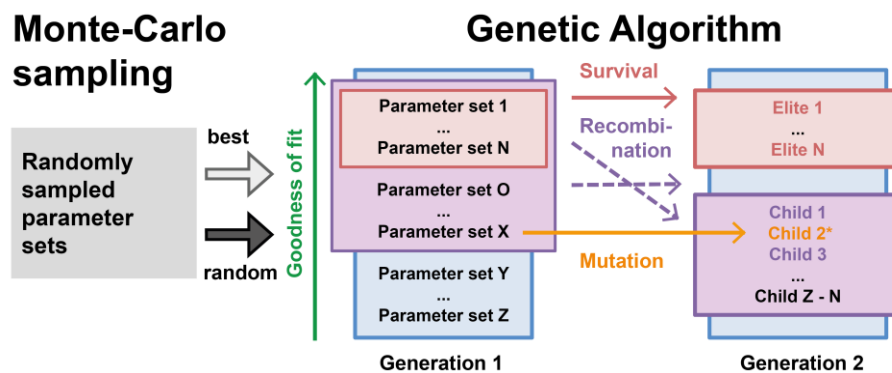 Monte-Carlo
sampling
Randomly
sampled
parameter
sets
best
random
Genetic Algorithm
Goodness of fit
Parameter set 1
...
Parameter set N
Parameter set O
...
Parameter set X
Parameter set Y
...
Parameter set Z
Generation 1
Survival
Recombi-
nation
Mutation
Elite 1
...
Elite N
Child 1
Child 2*
Child 3
...
Child Z - N
Generation 2